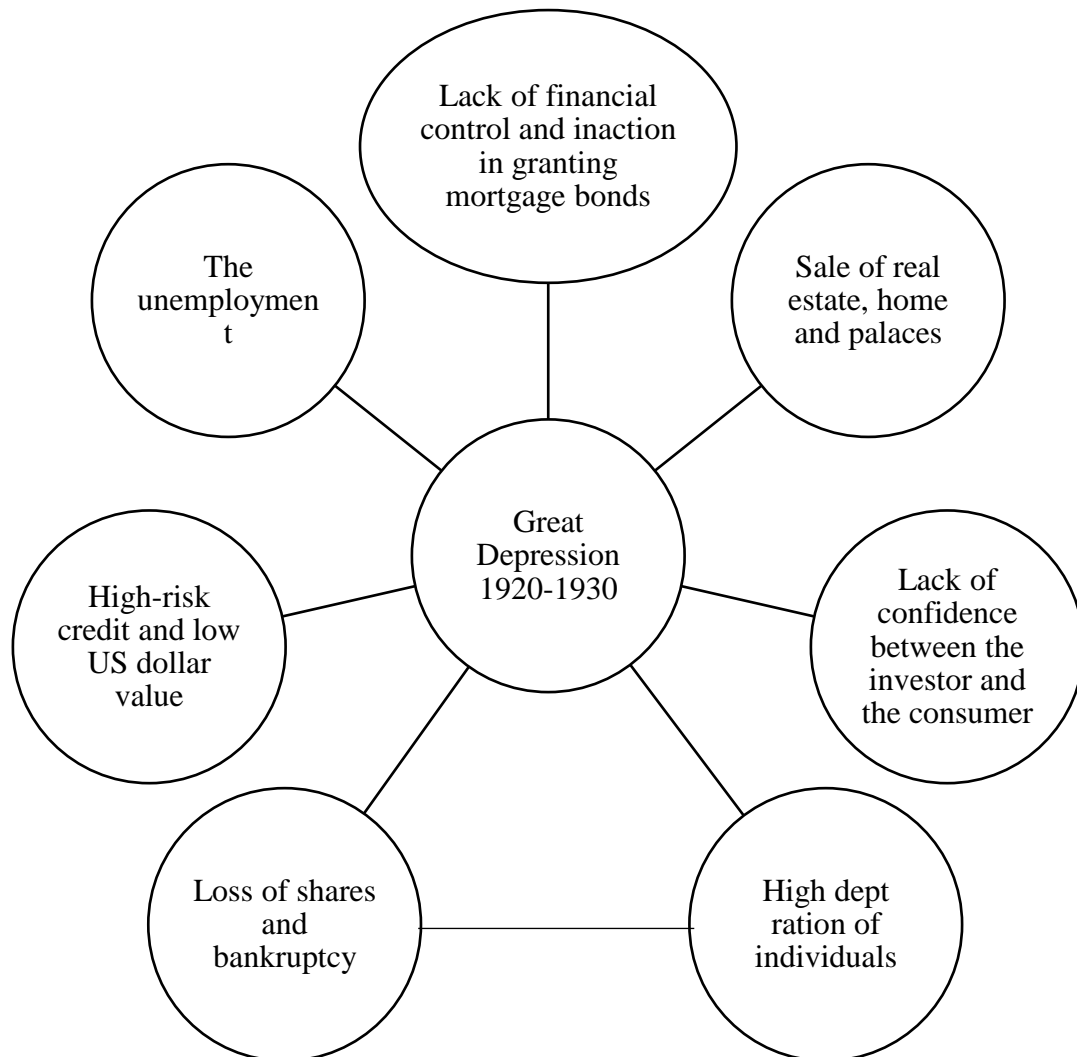 Lack of financial
control and inaction
in granting
mortgage bonds
The
unemploymen
t
Sale of real
estate, home
and palaces
Great
Depression
1920-1930
High-risk
credit and low
US dollar
value
Lack of
confidence
between the
investor and
the consumer
Loss of shares
and
bankruptcy
High dept
ration of
individuals